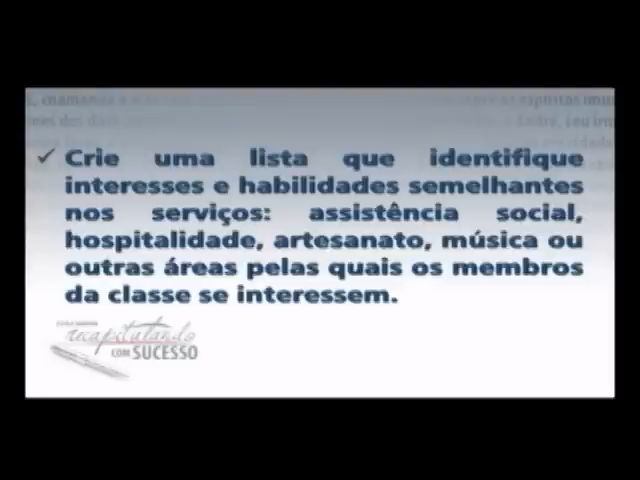 ✓ Crie uma lista que identifique
interesses e habilidades semelhantes
nos serviços: assistência social,
hospitalidade, artesanato, música ou
outras áreas pelas quais os membros
da classe se interessem.
recapitulando
COM SUCESSO